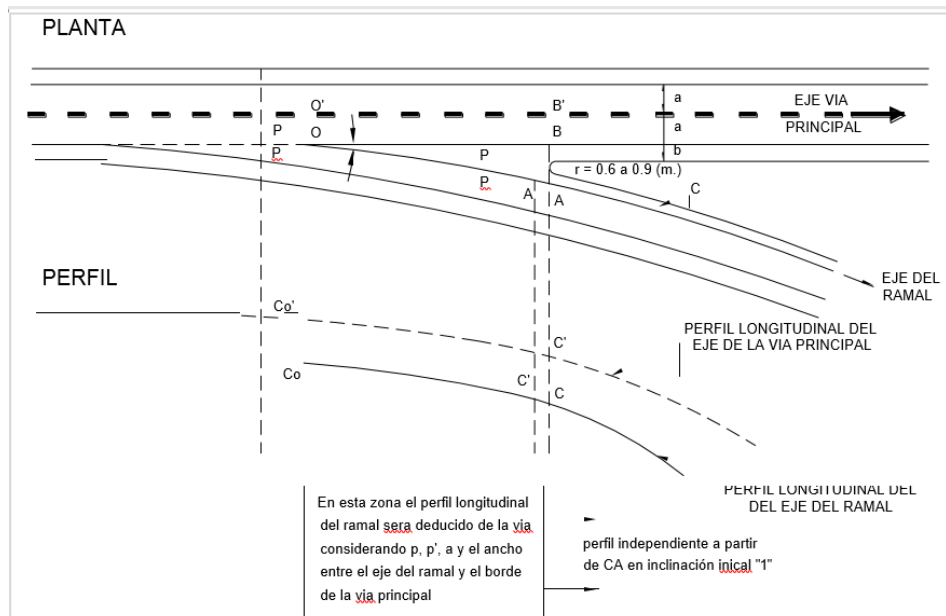 PLANTA
O'
B'
a
EJE VIA
PRINCIPAL
P
O
B
a
P
P
b
r = 0.6 a 0.9 (m.)
P
A
A
C
PERFIL
EJE DEL
RAMAL
Co'
PERFIL LONGITUDINAL DEL
EJE DE LA VIA PRINCIPAL
C'
Co
C'
C
PERFIL LONGITUDINAL DEL
DEL EJE DEL RAMAL
En esta zona el perfil longitudinal
del ramal sera deducido de la via
considerando p, p', a y el ancho
entre el eje del ramal y el borde
de la via principal
perfil independiente a partir
de CA en inclinación inical "1"